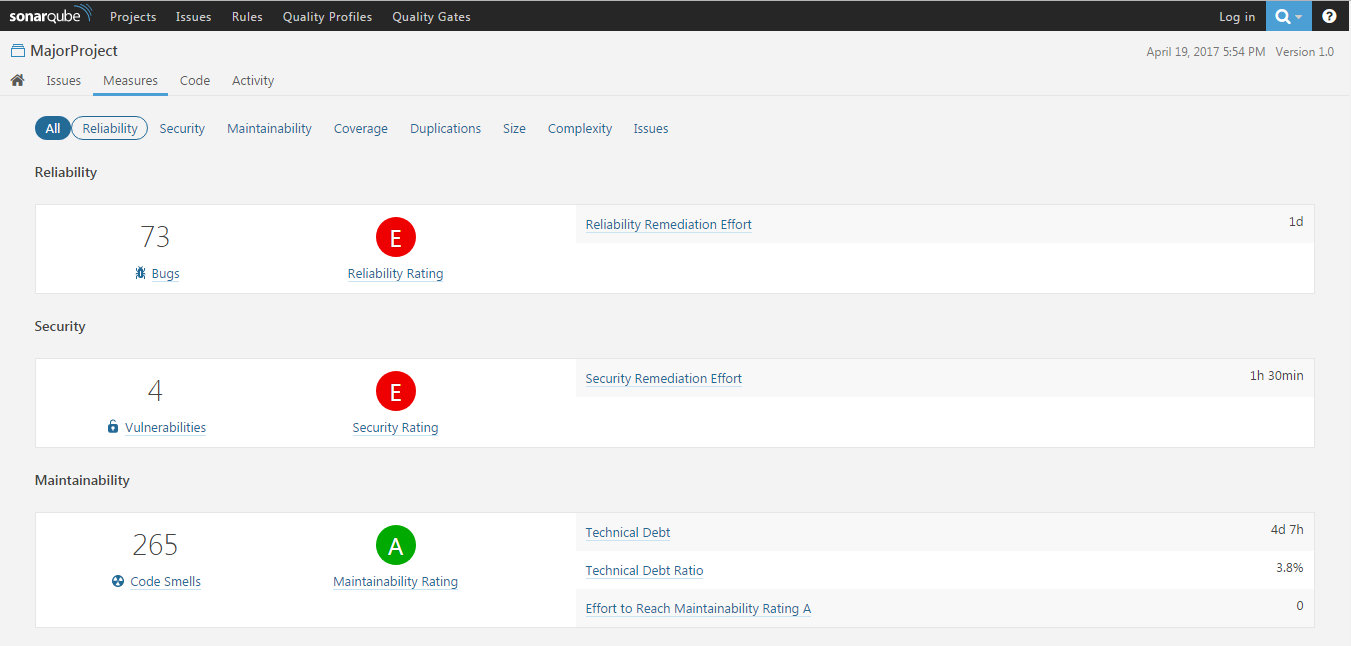 sonarqube Projects Issues Rules Quality Profiles Quality Gates Log in ?
MajorProject April 19, 2017 5:54 PM Version 1.0
Issues Measures Code Activity
All Reliability Security Maintainability Coverage Duplications Size Complexity Issues
Reliability
73 E Reliability Remediation Effort 1d
Bugs Reliability Rating
Security
4 E Security Remediation Effort 1h 30min
Vulnerabilities Security Rating
Maintainability
265 A Technical Debt 4d 7h
Technical Debt Ratio 3.8%
Code Smells Maintainability Rating
Effort to Reach Maintainability Rating A 0